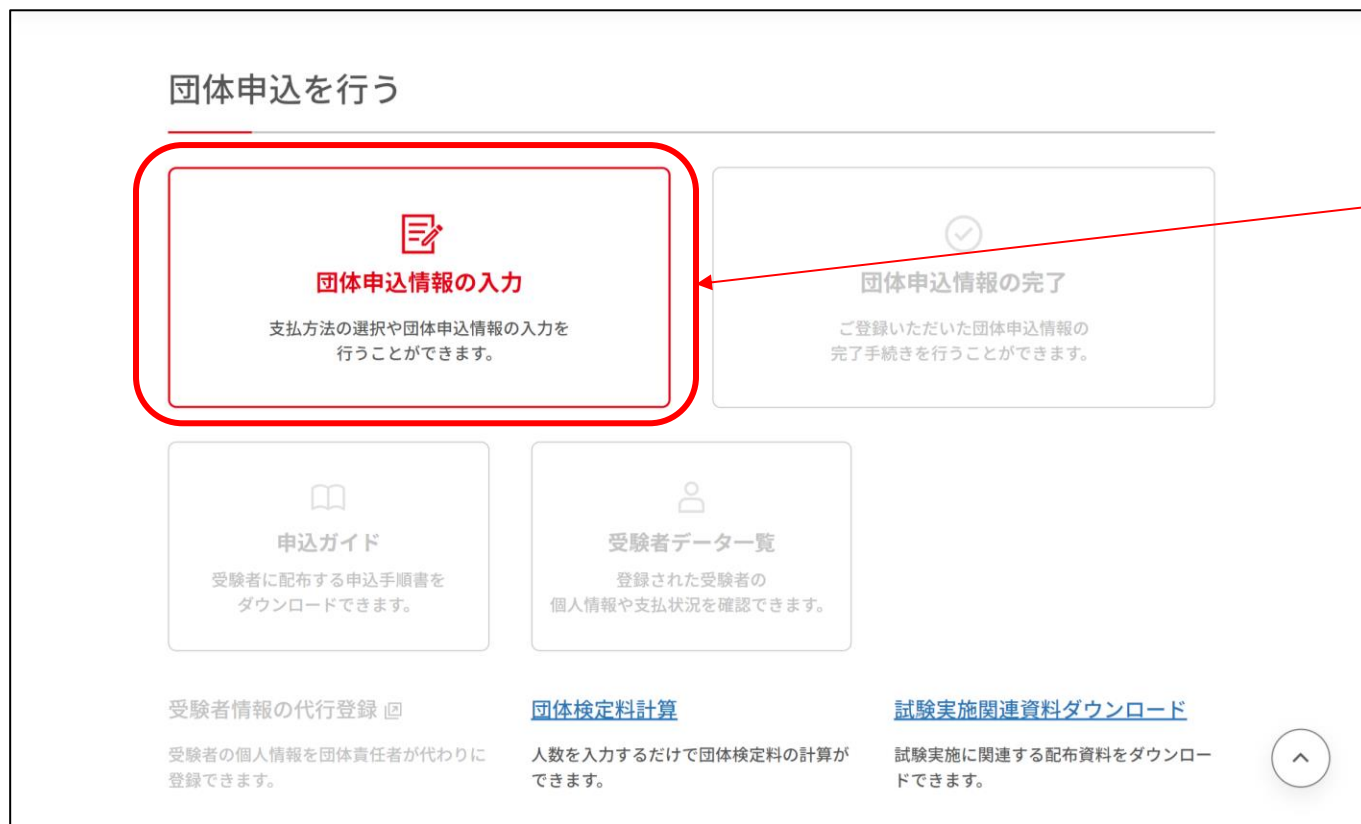 団体申込を行う
団体申込情報の入力
支払方法の選択や団体申込情報の入力を
行うことができます。
団体申込情報の完了
ご登録いただいた団体申込情報の
完了手続きを行うことができます。
申込ガイド
受験者に配布する申込手順書を
ダウンロードできます。
受験者データ一覧
登録された受験者の
個人情報や支払状況を確認できます。
受験者情報の代行登録
受験者の個人情報を団体責任者が代わりに
登録できます。
団体検定料計算
人数を入力するだけで団体検定料の計算が
できます。
試験実施関連資料ダウンロード
試験実施に関連する配布資料をダウンロー
ドできます。